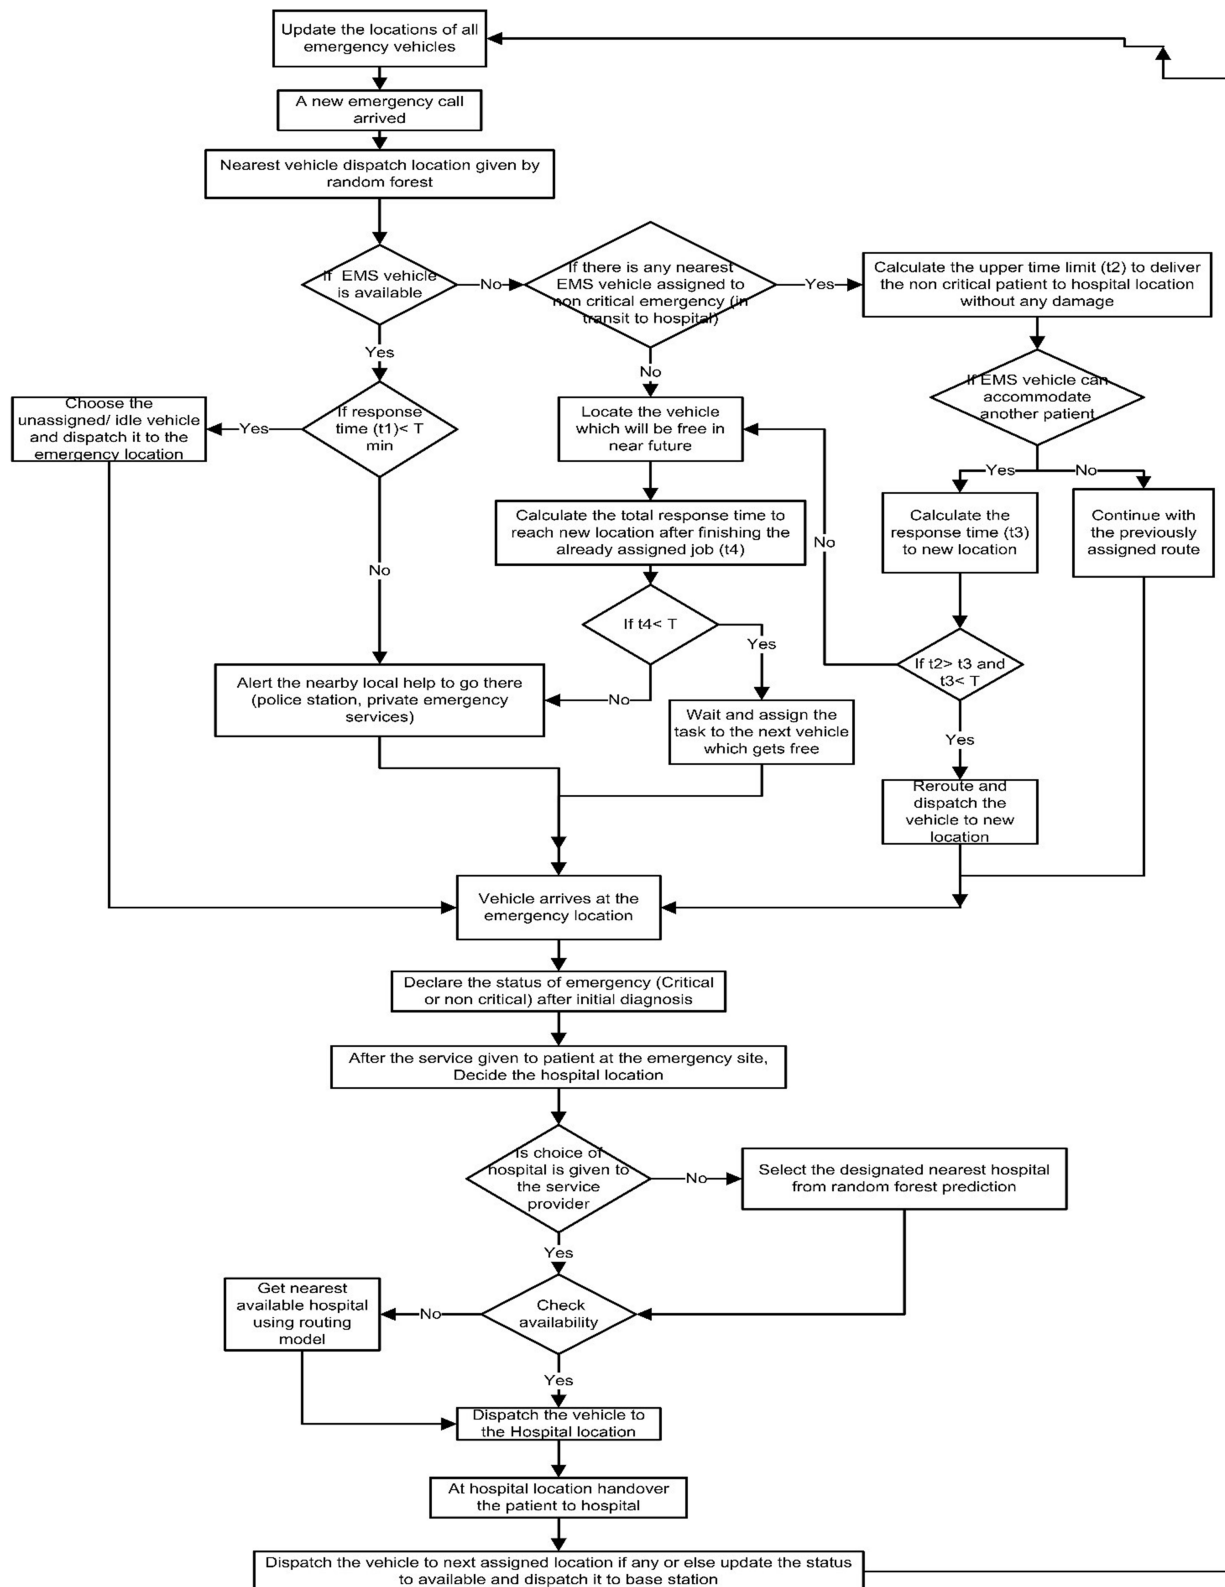 Update the locations of all
emergency vehicles
A new emergency call
arrived
Nearest vehicle dispatch location given by
random forest
If EMS vehicle
is available
No
If there is any nearest
EMS vehicle assigned to
non critical emergency (in
transit to hospital)
Yes
Calculate the upper time limit (t2) to deliver
the non critical patient to hospital location
without any damage
Yes
No
If EMS vehicle can
accommodate
another patient
Choose the
unassigned/ idle vehicle
and dispatch it to the
emergency location
Yes
If response
time (t1)< T
min
Locate the vehicle
which will be free in
near future
Yes
No
Calculate the total response time to
reach new location after finishing the
already assigned job (t4)
No
Calculate the
response time (t3)
to new location
Continue with
the previously
assigned route
No
If t4< T
Yes
If t2> t3 and
t3< T
Alert the nearby local help to go there
(police station, private emergency
services)
No
Wait and assign the
task to the next vehicle
which gets free
Yes
Reroute and
dispatch the
vehicle to new
location
Vehicle arrives at the
emergency location
Declare the status of emergency (Critical
or non critical) after initial diagnosis
After the service given to patient at the emergency site,
Decide the hospital location
Is choice of
hospital is given to
the service
provider
No
Select the designated nearest hospital
from random forest prediction
Yes
Get nearest
available hospital
using routing
model
No
Check
availability
Yes
Dispatch the vehicle to
the Hospital location
At hospital location handover
the patient to hospital
Dispatch the vehicle to next assigned location if any or else update the status
to available and dispatch it to base station